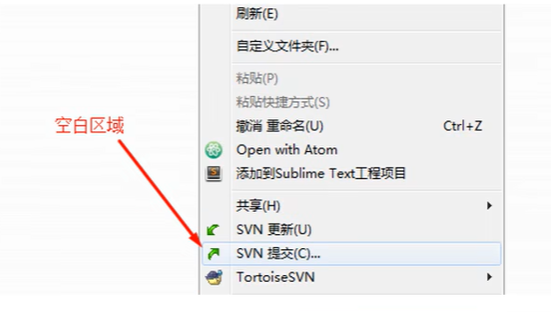 刷新(E)
自定义文件夹(F)...
粘贴(P)
粘贴快捷方式(S)
空白区域
撤消 重命名(U) Ctrl+Z
Open with Atom
添加到Sublime Text工程项目
共享(H)
SVN 更新(U)
SVN 提交(C)...
TortoiseSVN